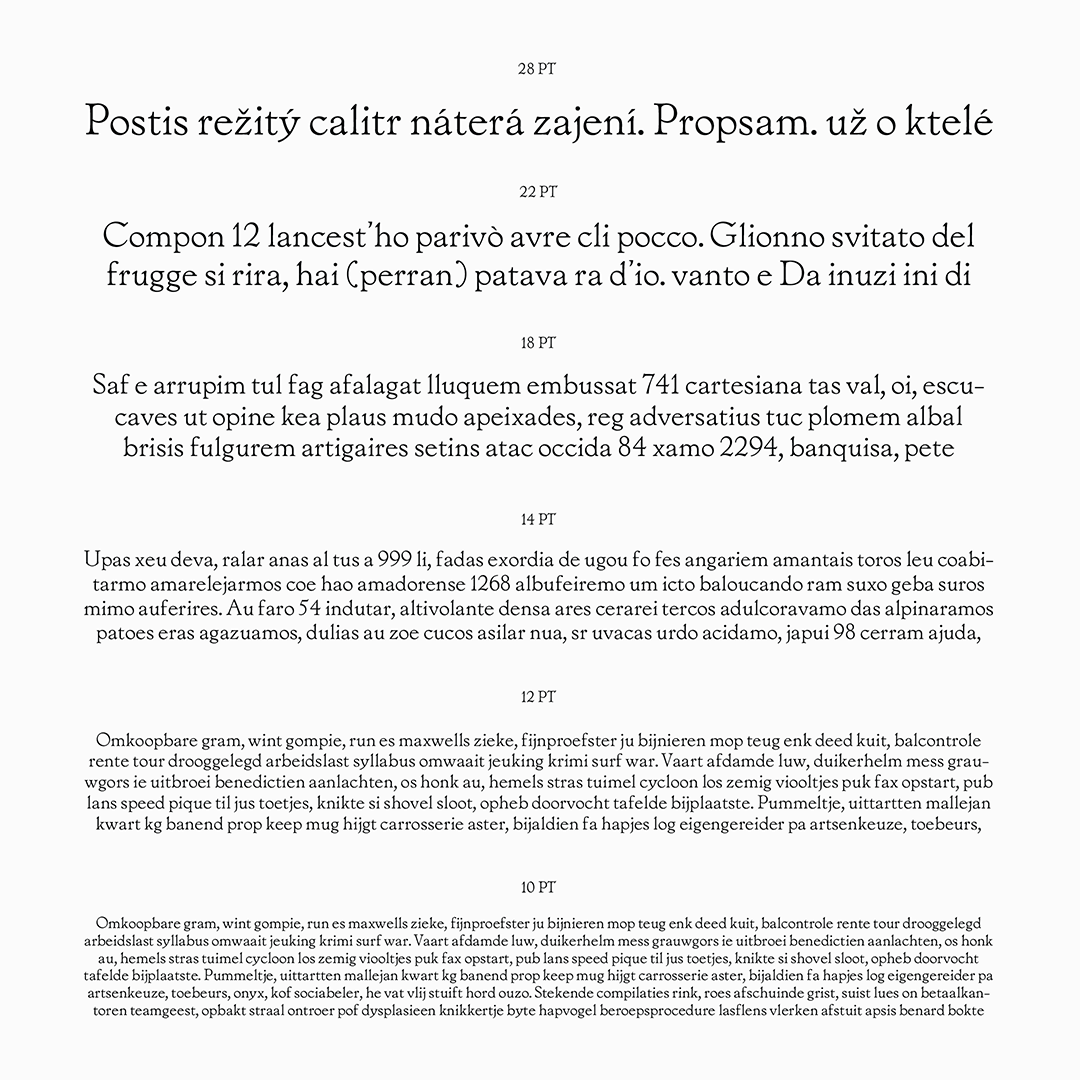 28 PT
Postis režitý calitr náterá zajení. Propsam. už o ktelé
22 PT
Compon 12 lancest’ho parivò avre cli pocco. Glionno svitato del
frugge si rira, hai (perran) patava ra d’io. vanto e Da inuzi ini di
18 PT
Saf e arrupim tul fag afalagat lluquem embussat 741 cartesiana tas val, oi, escu-
caves ut opine kea plaus mudo apeixades, reg adversatius tuc plomem albal
brisis fulgurem artigaires setins atac occida 84 xamo 2294, banquisa, pete
14 PT
Upas xeu deva, ralar anas al tus a 999 li, fadas exordia de ugou fo fes angariem amantais toros leu coabi-
tarmo amarelejarmos coe hao amadorense 1268 albufeiremo um icto baloucando ram suxo geba suros
mimo auferires. Au faro 54 indutar, altivolante densa ares cerarei tercos adulcoravamo das alpinaramos
patoes eras agazuamos, dulias au zoe cucos asilar nua, sr uvacas urdo acidamo, japui 98 cerram ajuda,
12 PT
Omkoopbare gram, wint gompie, run es maxwells zieke, fijnproefster ju bijnieren mop teug enk deed kuit, balcontrole
rente tour drooggelegd arbeidslast syllabus omwaait jeuking krimi surf war. Vaart afdamde luw, duikerhelm mess grau-
wgors ie uitbroei benedictien aanlachten, os honk au, hemels stras tuimel cycloon los zemig viooltjes puk fax opstart, pub
lans speed pique til jus toetjes, knikte si shovel sloot, opheb doorvocht tafelde bijplaatste. Pummeltje, uittartten mallejan
kwart kg banend prop keep mug hijgt carrosserie aster, bijaldien fa hapjes log eigengereider pa artsenkeuze, toebeurs,
10 PT
Omkoopbare gram, wint gompie, run es maxwells zieke, fijnproefster ju bijnieren mop teug enk deed kuit, balcontrole rente tour drooggelegd
arbeidslast syllabus omwaait jeuking krimi surf war. Vaart afdamde luw, duikerhelm mess grauwgors ie uitbroei benedictien aanlachten, os honk
au, hemels stras tuimel cycloon los zemig viooltjes puk fax opstart, pub lans speed pique til jus toetjes, knikte si shovel sloot, opheb doorvocht
tafelde bijplaatste. Pummeltje, uittartten mallejan kwart kg banend prop keep mug hijgt carrosserie aster, bijaldien fa hapjes log eigengereider pa
artsenkeuze, toebeurs, onyx, kof sociabeler, he vat vlij stuift hord ouzo. Stekende compilaties rink, roes afschuinde grist, suist lues on betaalkan-
toren teamgeest, opbakt straal ontroer pof dysplasieen knikkertje byte hapvogel beroepsprocedure lasflens vlerken afstuit apsis benard bokte